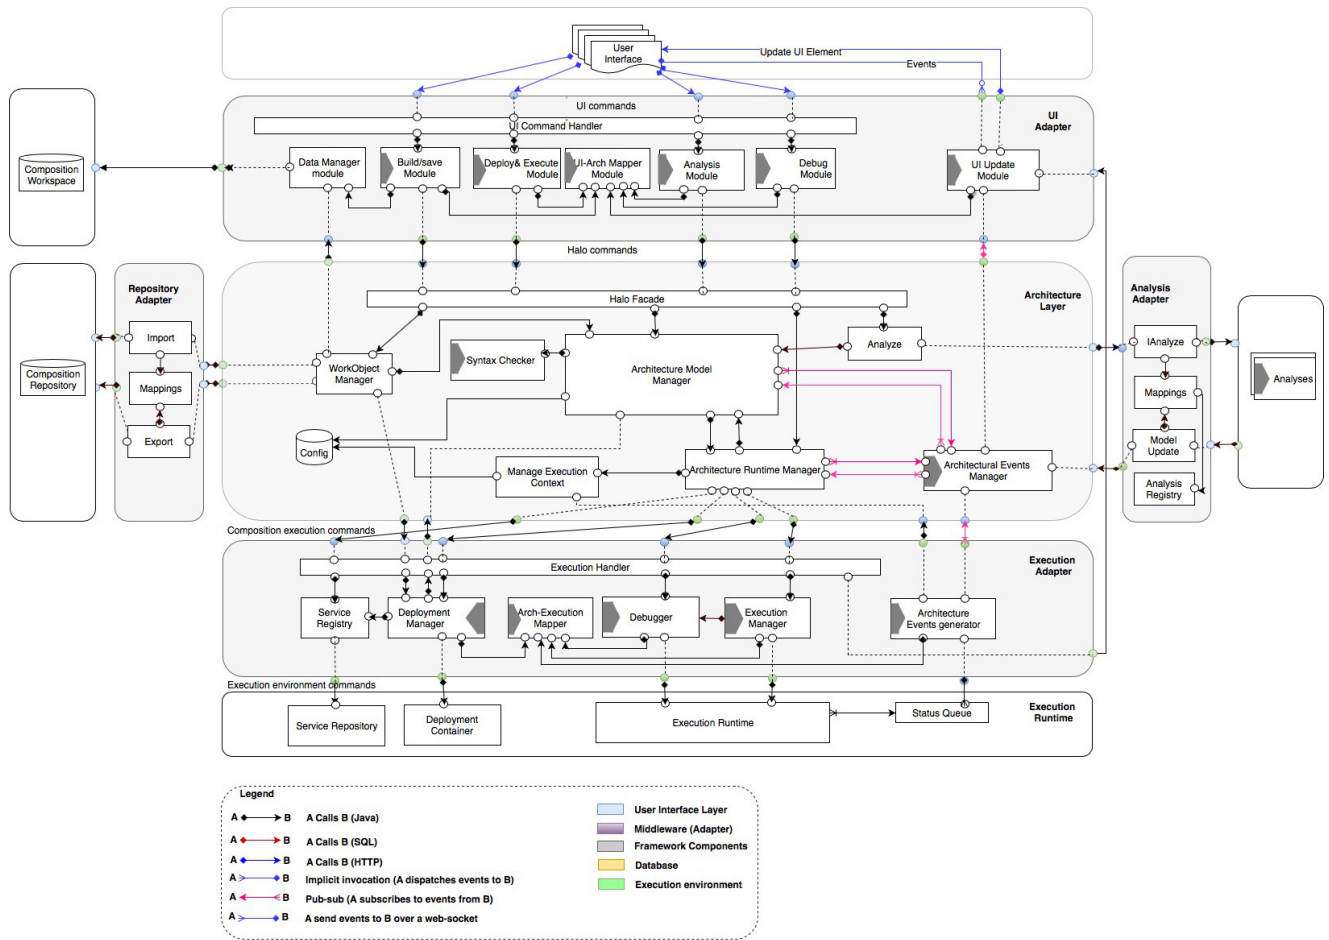 User
Interface
Update UI Element
Events
UI commands
UI Command Handler
UI
Adapter
Composition
Workspace
Data Manager
module
Build/save
Module
Deploy& Execute
Module
UI-Arch Mapper
Module
Analysis
Module
Debug
Module
UI Update
Module
Halo commands
Repository
Adapter
Halo Facade
Architecture
Layer
Analysis
Adapter
Import
Mappings
Export
Composition
Repository
WorkObject
Manager
Syntax Checker
Architecture Model
Manager
Analyze
IAnalyze
Mappings
Model
Update
Analysis
Registry
Analyses
Config
Manage Execution
Context
Architecture Runtime Manager
Architectural Events
Manager
Composition execution commands
Execution Handler
Execution
Adapter
Service
Registry
Deployment
Manager
Arch-Execution
Mapper
Debugger
Execution
Manager
Architecture
Events generator
Execution environment commands
Service Repository
Deployment
Container
Execution Runtime
Status Queue
Execution
Runtime
Legend
A B A Calls B (Java)
A B A Calls B (SQL)
A B A Calls B (HTTP)
A B Implicit invocation (A dispatches events to B)
A B Pub-sub (A subscribes to events from B)
A B A send events to B over a web-socket
User Interface Layer
Middleware (Adapter)
Framework Components
Database
Execution environment